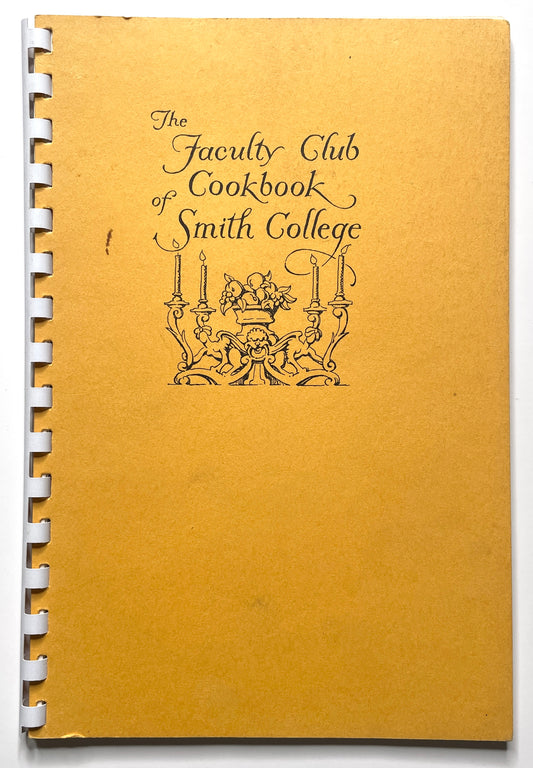 The
Faculty Club
Cookbook
of
Smith College